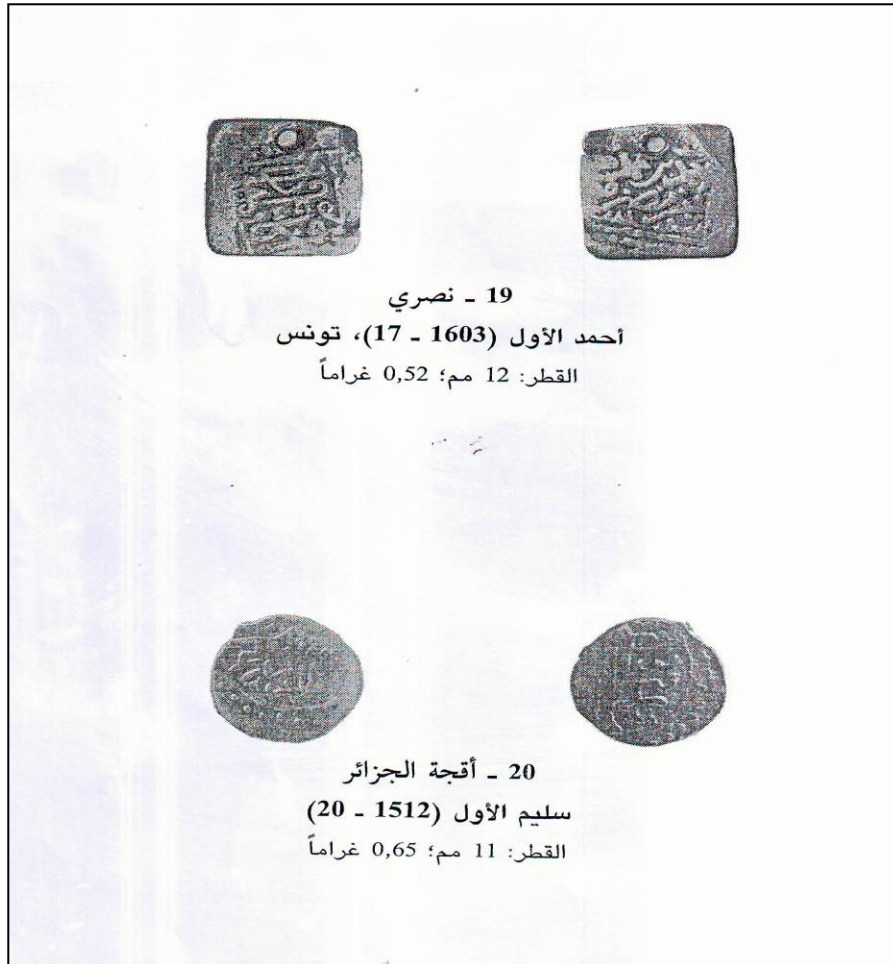 19 - نصري
أحمد الأول (1603 - 17)، تونس
القطر: 12 مم؛ 0,52 غراماً
20 - أقجة الجزائر
سليم الأول (1512 - 20)
القطر: 11 مم؛ 0,65 غراماً